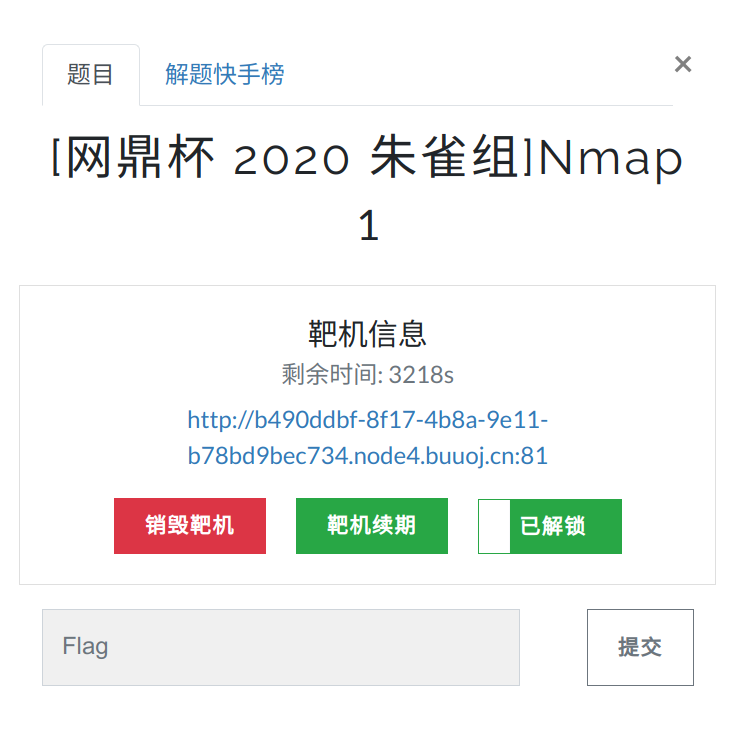 题目
解题快手榜
×
[网鼎杯 2020 朱雀组]Nmap
1
靶机信息
剩余时间: 3218s
http://b490ddbf-8f17-4b8a-9e11-
b78bd9bec734.node4.buuoj.cn:81
销毁靶机
靶机续期
已解锁
Flag
提交